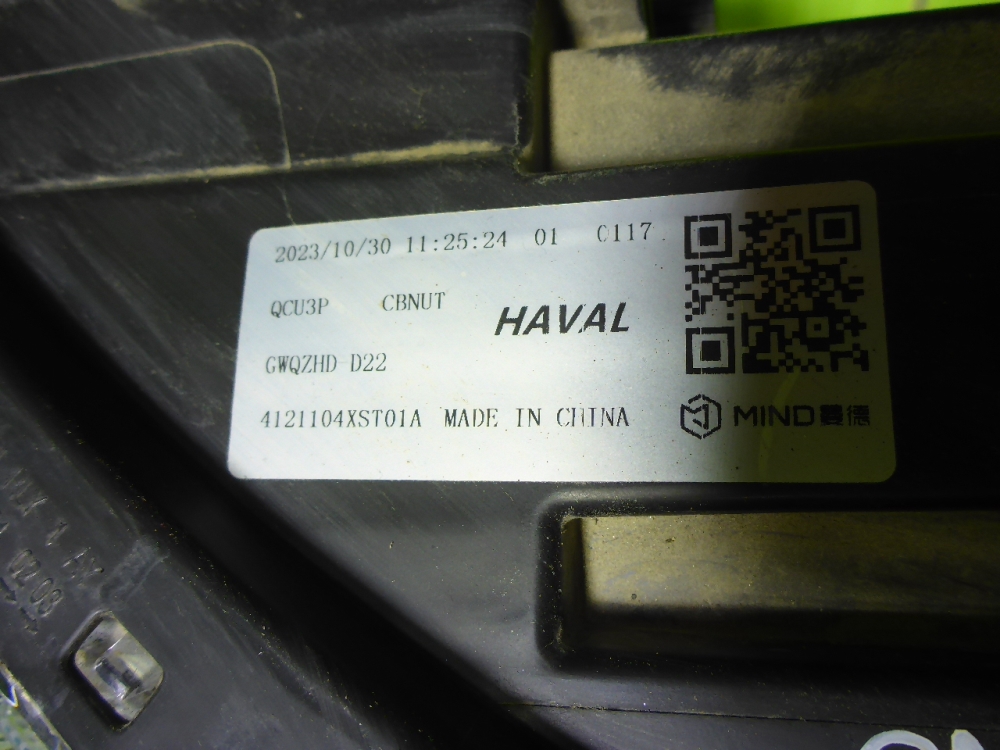 2023/10/30 11:25:24 01 0117
QCU3P CBNUT
HAVAL
GWQZHD D22
4121104XST01A MADE IN CHINA
MIND曼德